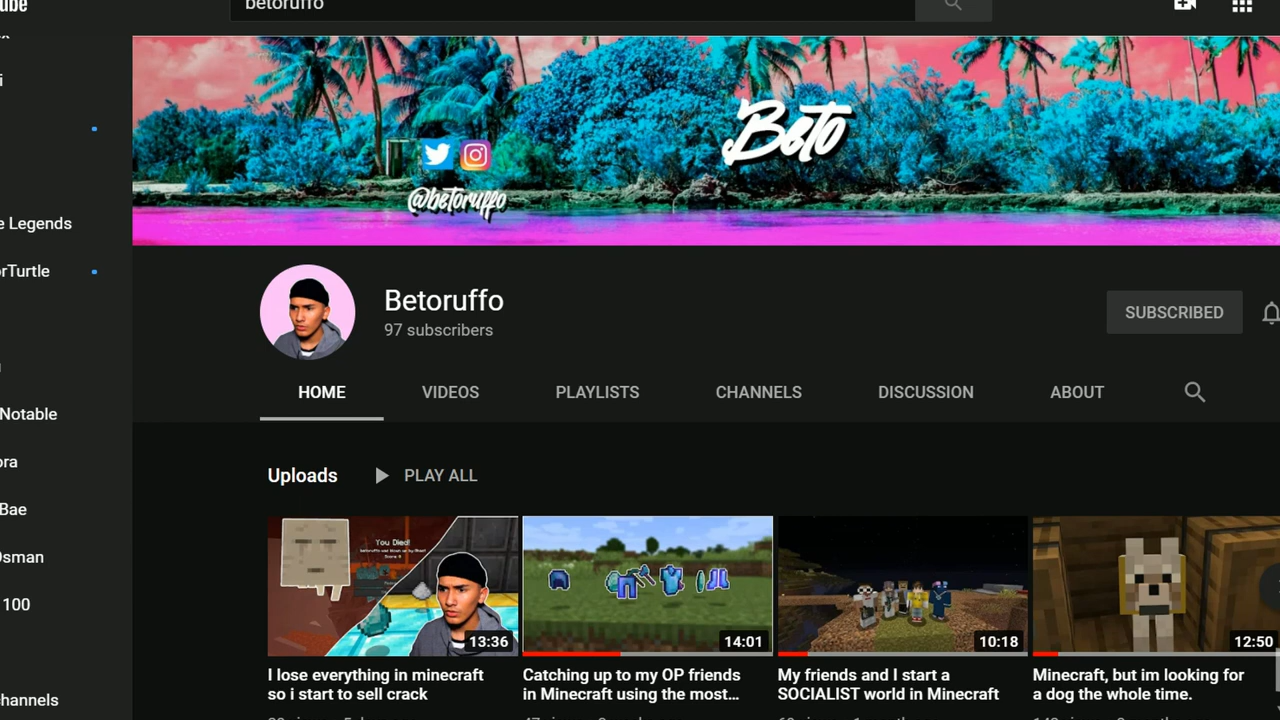 betoruffo
Beto
@betoruffo
e Legends
rTurtle
Betoruffo
97 subscribers
SUBSCRIBED
HOME
VIDEOS
PLAYLISTS
CHANNELS
DISCUSSION
ABOUT
Notable
ora
Bae
Osman
100
channels
Uploads
PLAY ALL
You Died!
13:36
14:01
10:18
12:50
I lose everything in minecraft
so i start to sell crack
Catching up to my OP friends
in Minecraft using the most...
My friends and I start a
SOCIALIST world in Minecraft
Minecraft, but im looking for
a dog the whole time.